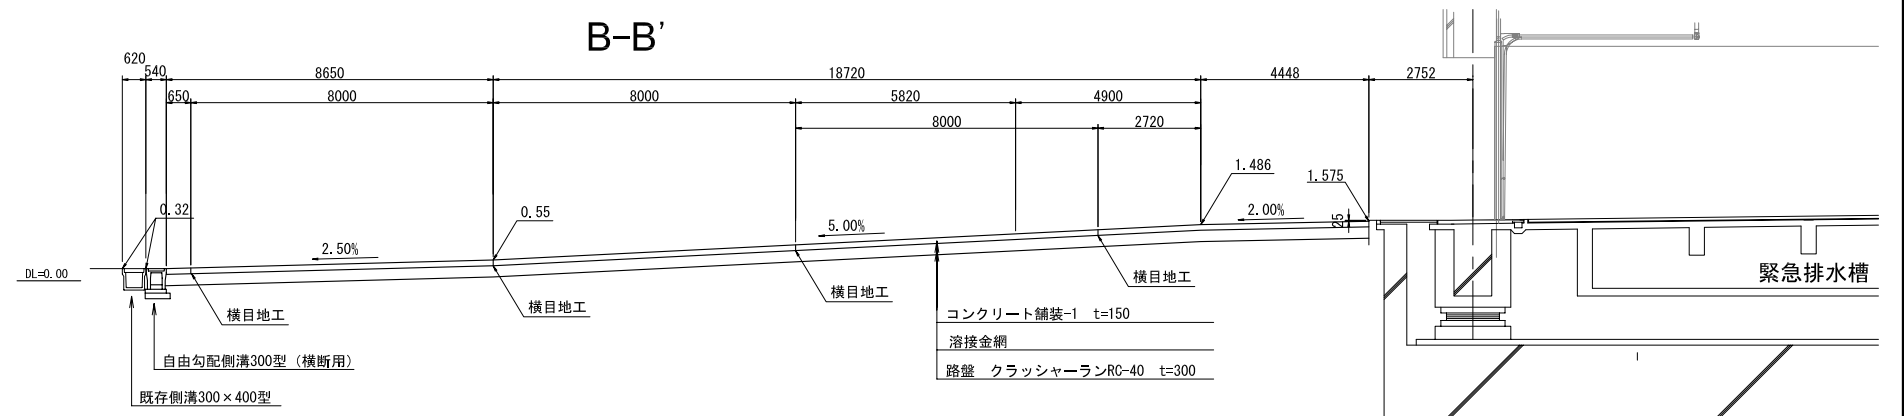 B-B'
620
540
8650
18720
4448
2752
650
8000
8000
5820
4900
8000
2720
1.486
1.575
0.32
0.55
5.00%
2.00%
25
2.50%
DL=0.00
横目地工
緊急排水槽
横目地工
横目地工
横目地工
コンクリート舗装-1 t=150
溶接金網
自由勾配側溝300型 (横断用)
路盤 クラッシャーランRC-40 t=300
既存側溝300×400型